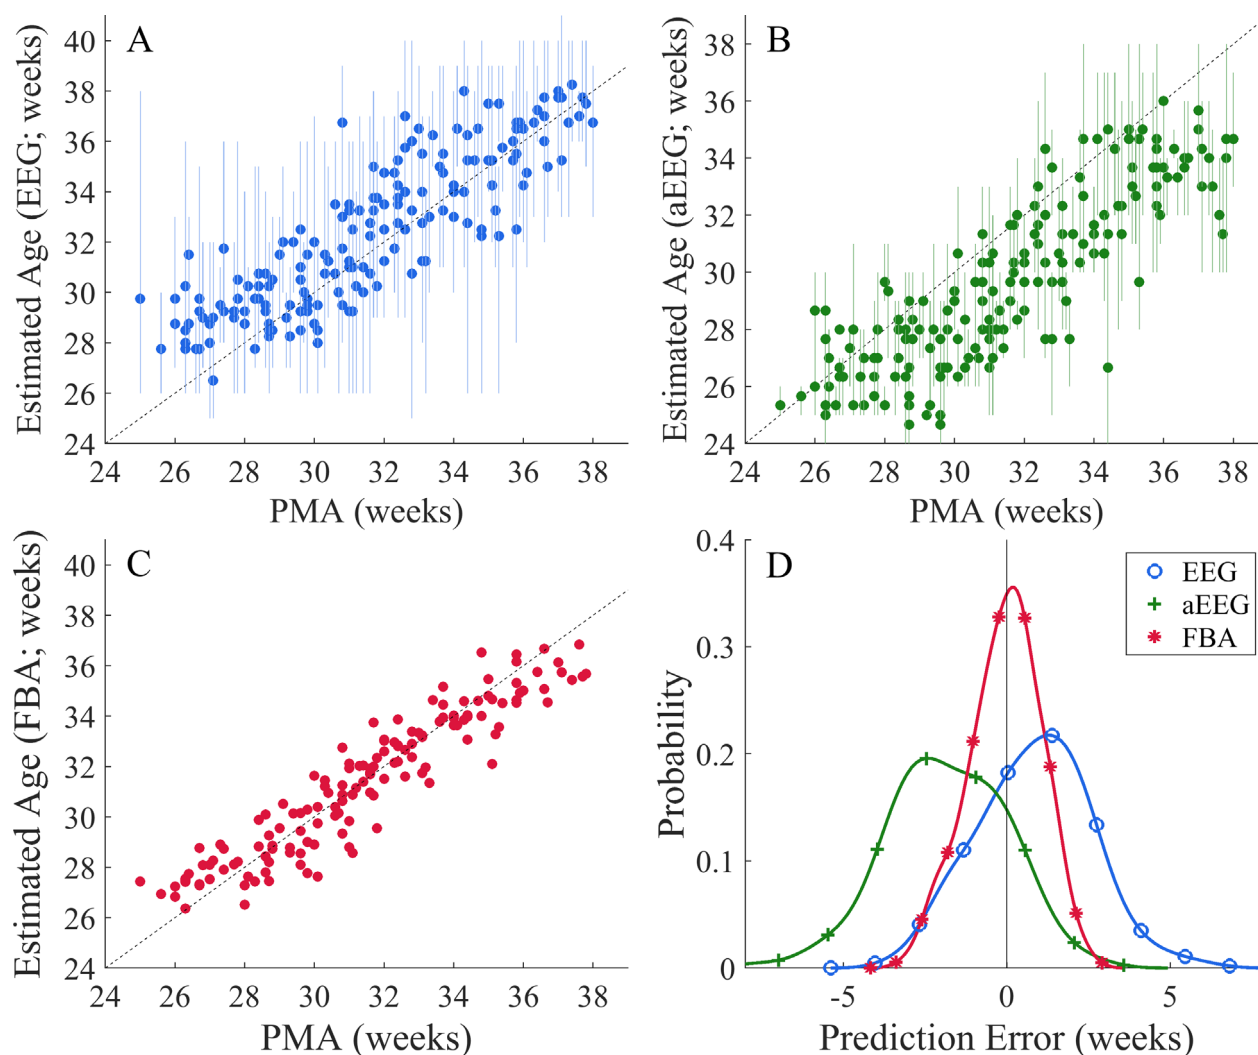 A
Estimated Age (EEG; weeks)
40
38
36
34
32
30
28
26
24
24 26 28 30 32 34 36 38
PMA (weeks)
B
Estimated Age (aEEG; weeks)
38
36
34
32
30
28
26
24
24 26 28 30 32 34 36 38
PMA (weeks)
C
Estimated Age (FBA; weeks)
40
38
36
34
32
30
28
26
24
24 26 28 30 32 34 36 38
PMA (weeks)
D
Probability
0.4
0.3
0.2
0.1
0
-5 0 5
Prediction Error (weeks)
EEG
aEEG
FBA